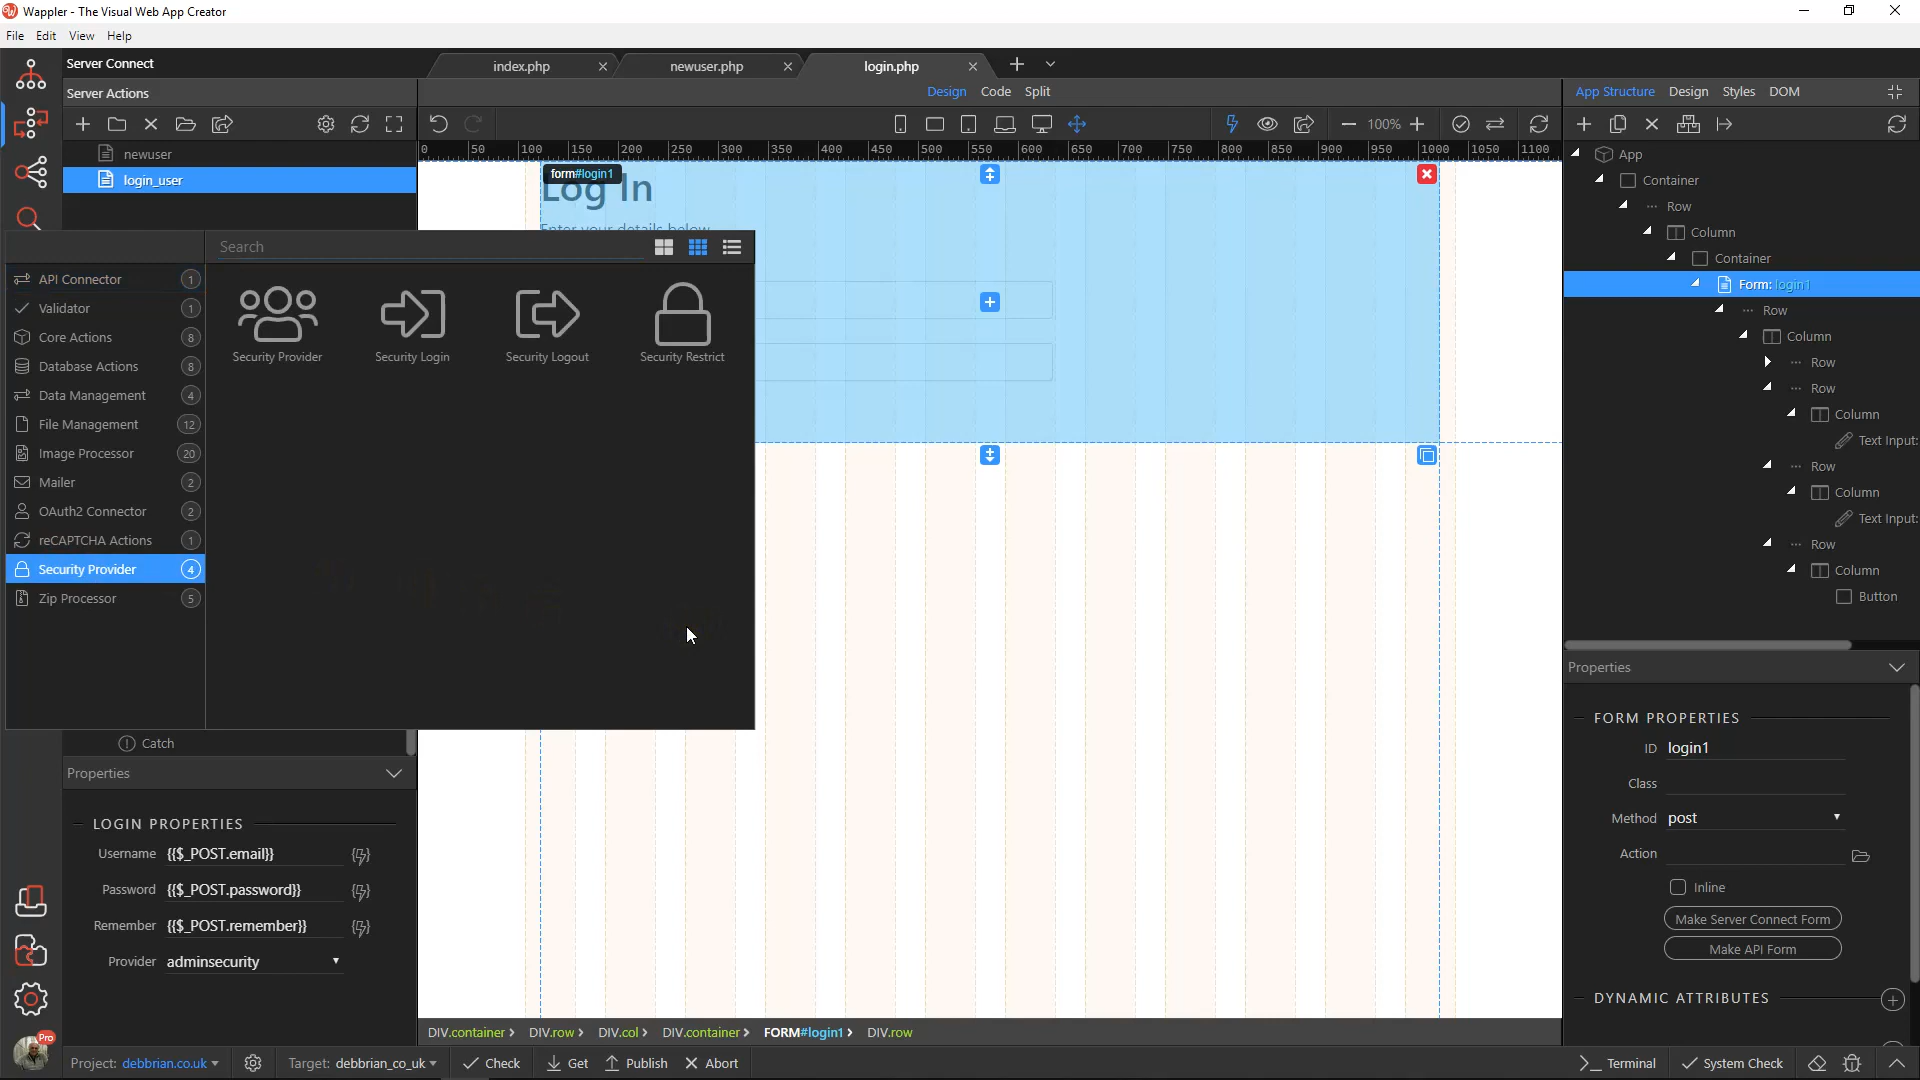 Wappler - The Visual Web App Creator
File Edit View Help
Server Connect
index.php
newuser.php
login.php
Server Actions
Design Code Split
App Structure Design Styles DOM
100%
newuser
login_user
0 50 100 150 200 250 300 350 400 450 500 550 600 650 700 750 800 850 900 950 1000 1050 1100
form#login1
Log In
Enter your details below
Search
API Connector 1
Validator 1
Core Actions 8
Database Actions 8
Data Management 4
File Management 12
Image Processor 20
Mailer 2
OAuth2 Connector 2
reCAPTCHA Actions 1
Security Provider 4
Zip Processor 5
Security Provider
Security Login
Security Logout
Security Restrict
App
Container
Row
Column
Container
Form: login1
Row
Column
Row
Row
Column
Text Input:
Row
Column
Text Input:
Row
Column
Button
Catch
Properties
LOGIN PROPERTIES
Username {{$_POST.email}}
Password {{$_POST.password}}
Remember {{$_POST.remember}}
Provider adminsecurity
Properties
FORM PROPERTIES
ID login1
Class
Method post
Action
Inline
Make Server Connect Form
Make API Form
DYNAMIC ATTRIBUTES
DIV.container DIV.row DIV.col DIV.container FORM#login1 DIV.row
Pro
Project: debbrian.co.uk
Target: debbrian_co_uk
Check
Get
Publish
Abort
Terminal
System Check